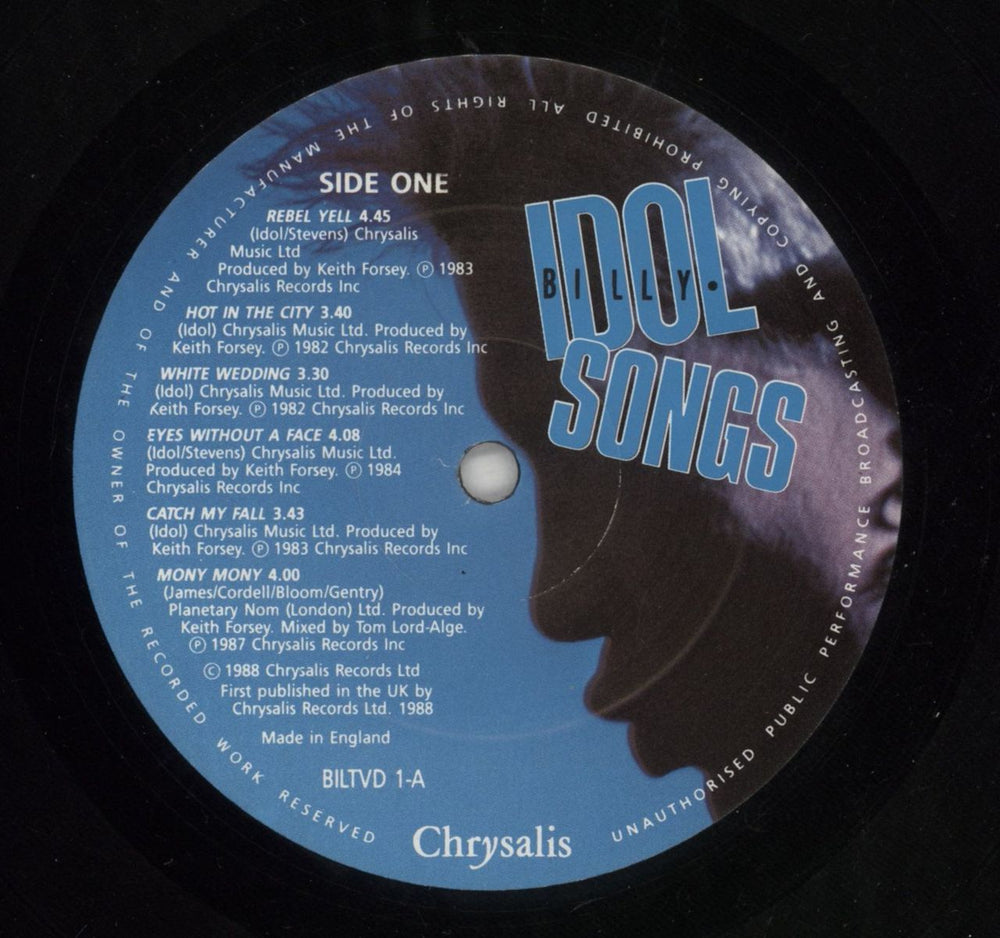 SIDE ONE
REBEL YELL 4.45
(Idol/Stevens) Chrysalis
Music Ltd
Produced by Keith Forsey. Ⓟ 1983
Chrysalis Records Inc
HOT IN THE CITY 3.40
(Idol) Chrysalis Music Ltd. Produced by
Keith Forsey. Ⓟ 1982 Chrysalis Records Inc
WHITE WEDDING 3.30
(Idol) Chrysalis Music Ltd. Produced by
Keith Forsey. Ⓟ 1982 Chrysalis Records Inc
EYES WITHOUT A FACE 4.08
(Idol/Stevens) Chrysalis Music Ltd.
Produced by Keith Forsey. Ⓟ 1984
Chrysalis Records Inc
CATCH MY FALL 3.43
(Idol) Chrysalis Music Ltd. Produced by
Keith Forsey. Ⓟ 1983 Chrysalis Records Inc
MONY MONY 4.00
(James/Cordell/Bloom/Gentry)
Planetary Nom (London) Ltd. Produced by
Keith Forsey. Mixed by Tom Lord-Alge.
Ⓟ 1987 Chrysalis Records Inc
© 1988 Chrysalis Records Ltd
First published in the UK by
Chrysalis Records Ltd. 1988
Made in England
BILTVD 1-A
IDOL
BILLY·
SONGS
Chrysalis
ALL RIGHTS OF THE MANUFACTURER AND OF THE OWNER OF THE RECORDED WORK RESERVED UNAUTHORISED PUBLIC PERFORMANCE BROADCASTING AND COPYING PROHIBITED